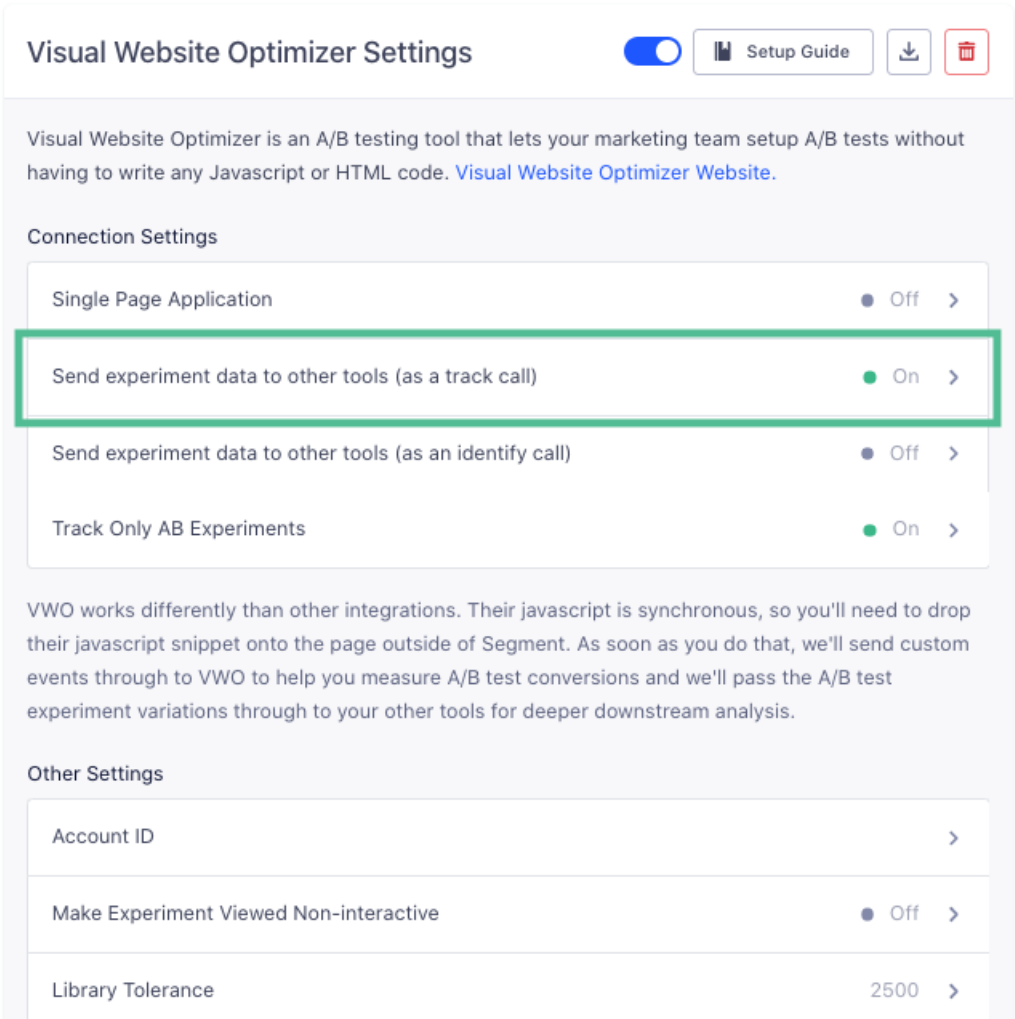 Visual Website Optimizer Settings
Setup Guide
Visual Website Optimizer is an A/B testing tool that lets your marketing team setup A/B tests without
having to write any Javascript or HTML code. Visual Website Optimizer Website.
Connection Settings
Single Page Application Off
Send experiment data to other tools (as a track call) On
Send experiment data to other tools (as an identify call) Off
Track Only AB Experiments On
VWO works differently than other integrations. Their javascript is synchronous, so you'll need to drop
their javascript snippet onto the page outside of Segment. As soon as you do that, we'll send custom
events through to VWO to help you measure A/B test conversions and we'll pass the A/B test
experiment variations through to your other tools for deeper downstream analysis.
Other Settings
Account ID
Make Experiment Viewed Non-interactive Off
Library Tolerance 2500